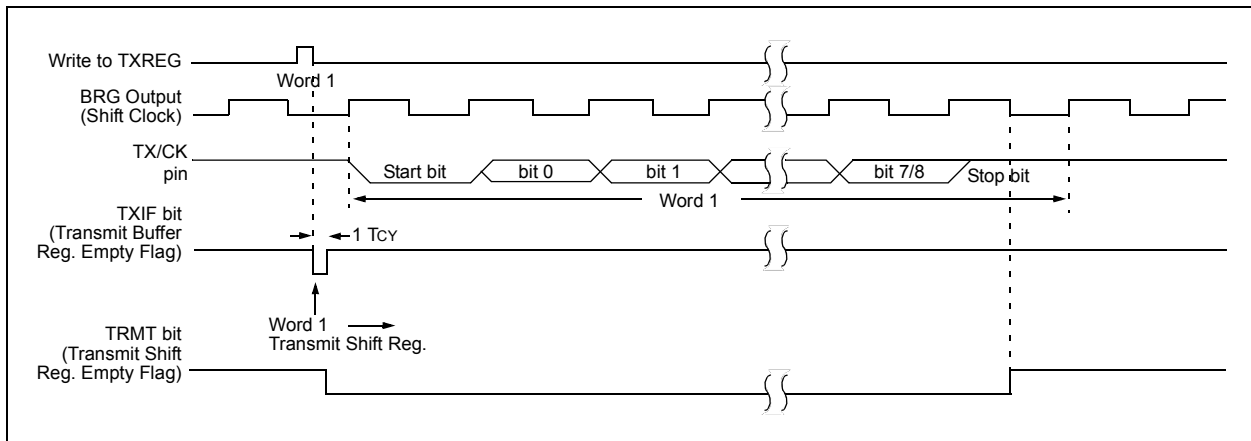 Write to TXREG
Word 1
BRG Output
(Shift Clock)
TX/CK
pin
Start bit
bit 0
bit 1
bit 7/8
Stop bit
Word 1
TXIF bit
(Transmit Buffer
Reg. Empty Flag)
1 TCY
Word 1
Transmit Shift Reg.
TRMT bit
(Transmit Shift
Reg. Empty Flag)